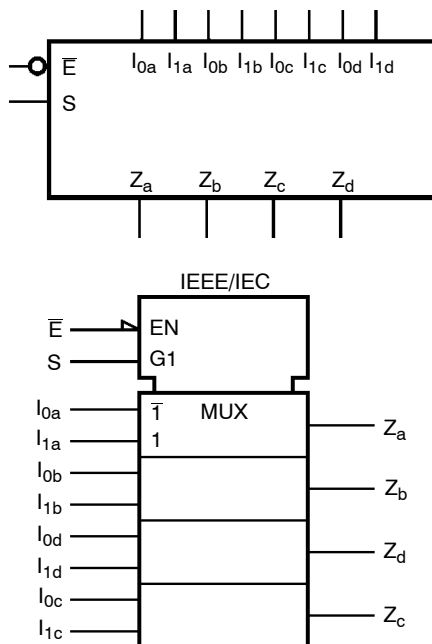 E̅ I0a I1a I0b I1b I0c I1c I0d I1d
S
Za Zb Zc Zd
IEEE/IEC
E̅ EN
S G1
I0a 1̅ MUX
Za
I1a 1
I0b
Zb
I1b
I0d
Zd
I1d
I0c
Zc
I1c